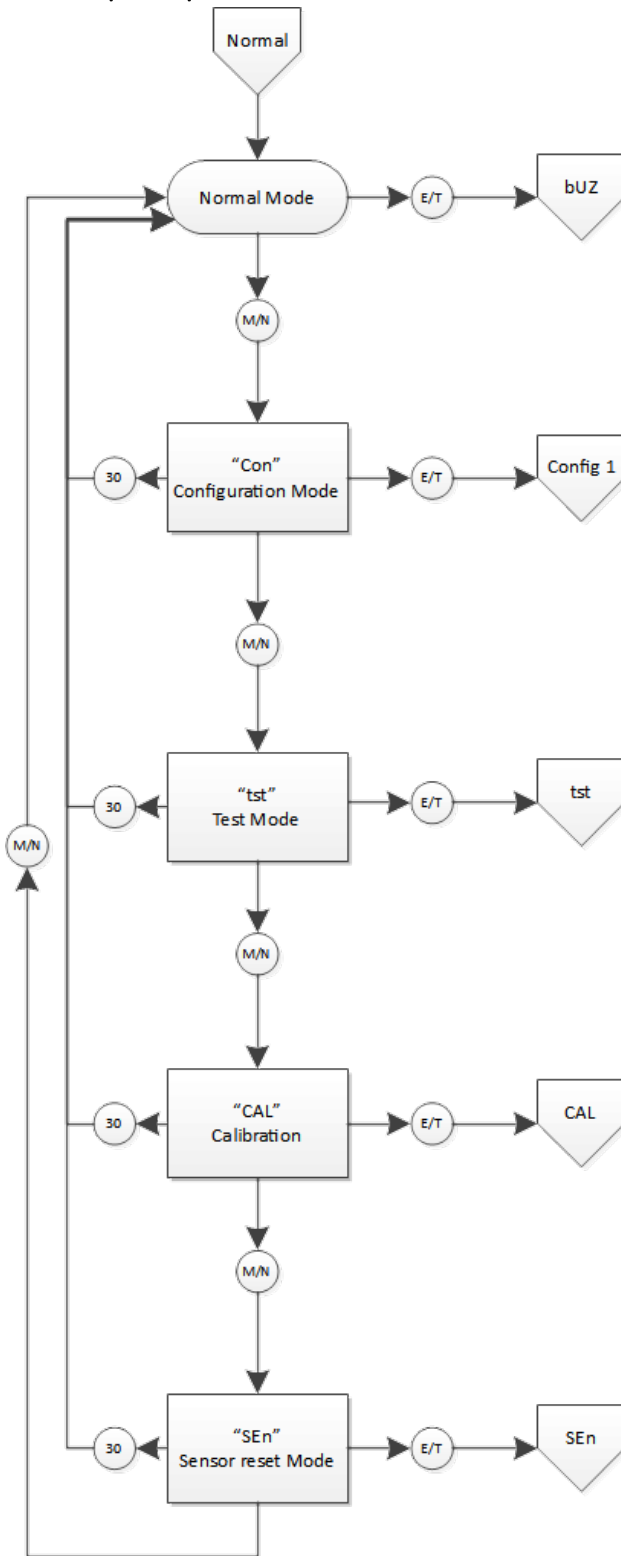 Normal
Normal Mode
E/T
bUZ
M/N
“Con”
Configuration Mode
30
E/T
Config 1
M/N
“tst”
Test Mode
30
E/T
tst
M/N
M/N
“CAL”
Calibration
30
E/T
CAL
M/N
“SEn”
Sensor reset Mode
30
E/T
SEn